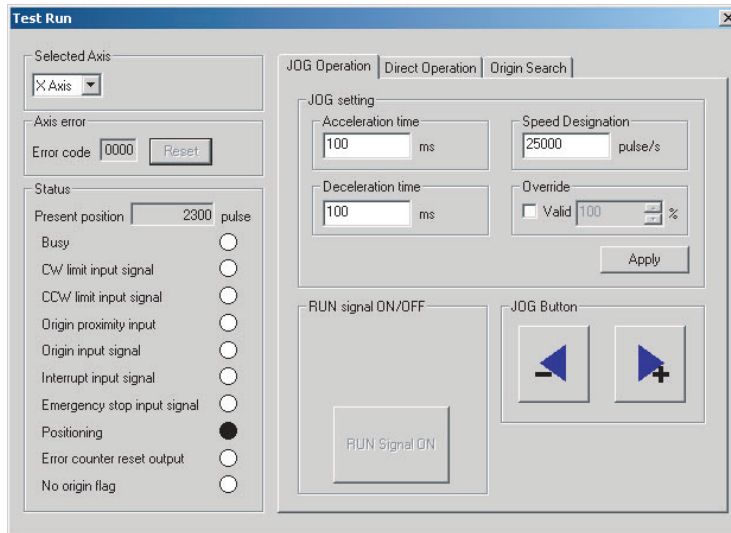 Test Run
Selected Axis
X Axis
Axis error
Error code 0000 Reset
Status
Present position 2300 pulse
Busy
CW limit input signal
CCW limit input signal
Origin proximity input
Origin input signal
Interrupt input signal
Emergency stop input signal
Positioning
Error counter reset output
No origin flag
JOG Operation Direct Operation Origin Search
JOG setting
Acceleration time
100 ms
Speed Designation
25000 pulse/s
Deceleration time
100 ms
Override
Valid 100 %
Apply
RUN signal ON/OFF
RUN Signal ON
JOG Button
- +